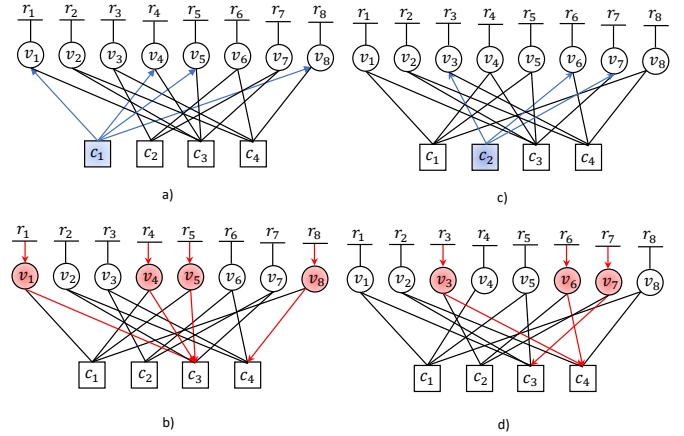 r₁ r₂ r₃ r₄ r₅ r₆ r₇ r₈
v₁ v₂ v₃ v₄ v₅ v₆ v₇ v₈
c₁ c₂ c₃ c₄
a)
r₁ r₂ r₃ r₄ r₅ r₆ r₇ r₈
v₁ v₂ v₃ v₄ v₅ v₆ v₇ v₈
c₁ c₂ c₃ c₄
c)
r₁ r₂ r₃ r₄ r₅ r₆ r₇ r₈
v₁ v₂ v₃ v₄ v₅ v₆ v₇ v₈
c₁ c₂ c₃ c₄
b)
r₁ r₂ r₃ r₄ r₅ r₆ r₇ r₈
v₁ v₂ v₃ v₄ v₅ v₆ v₇ v₈
c₁ c₂ c₃ c₄
d)